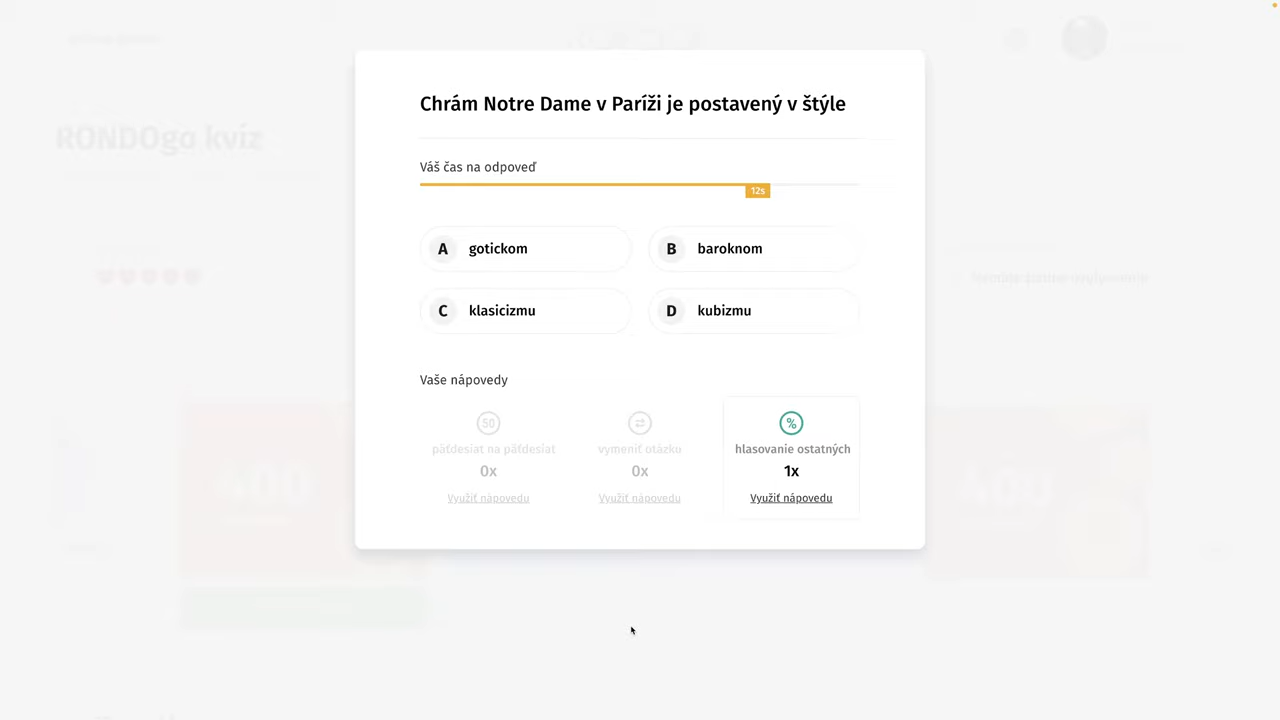 Chrám Notre Dame v Paríži je postavený v štýle
RONDOgo kvíz
Váš čas na odpoveď
12s
A gotickom
B baroknom
C klasicizmu
D kubizmu
Vaše nápovedy
50
%
päťdesiat na päťdesiat
vymeniť otázku
hlasovanie ostatných
0x
0x
1x
Využiť nápovedu
Využiť nápovedu
Využiť nápovedu
400